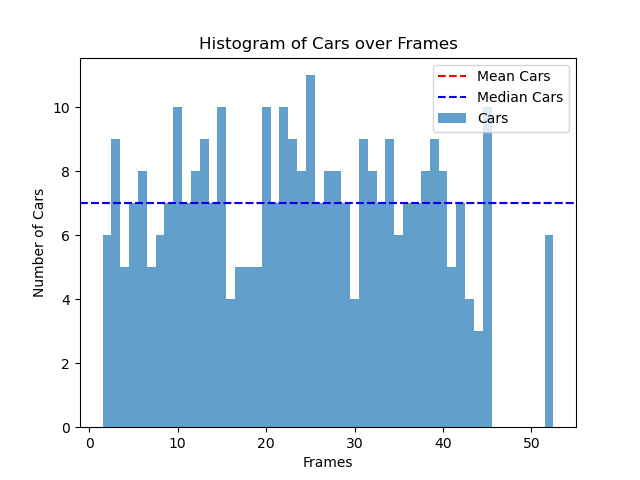 Histogram of Cars over Frames
Mean Cars
Median Cars
Cars
Number of Cars
10
8
6
4
2
0
0 10 20 30 40 50
Frames